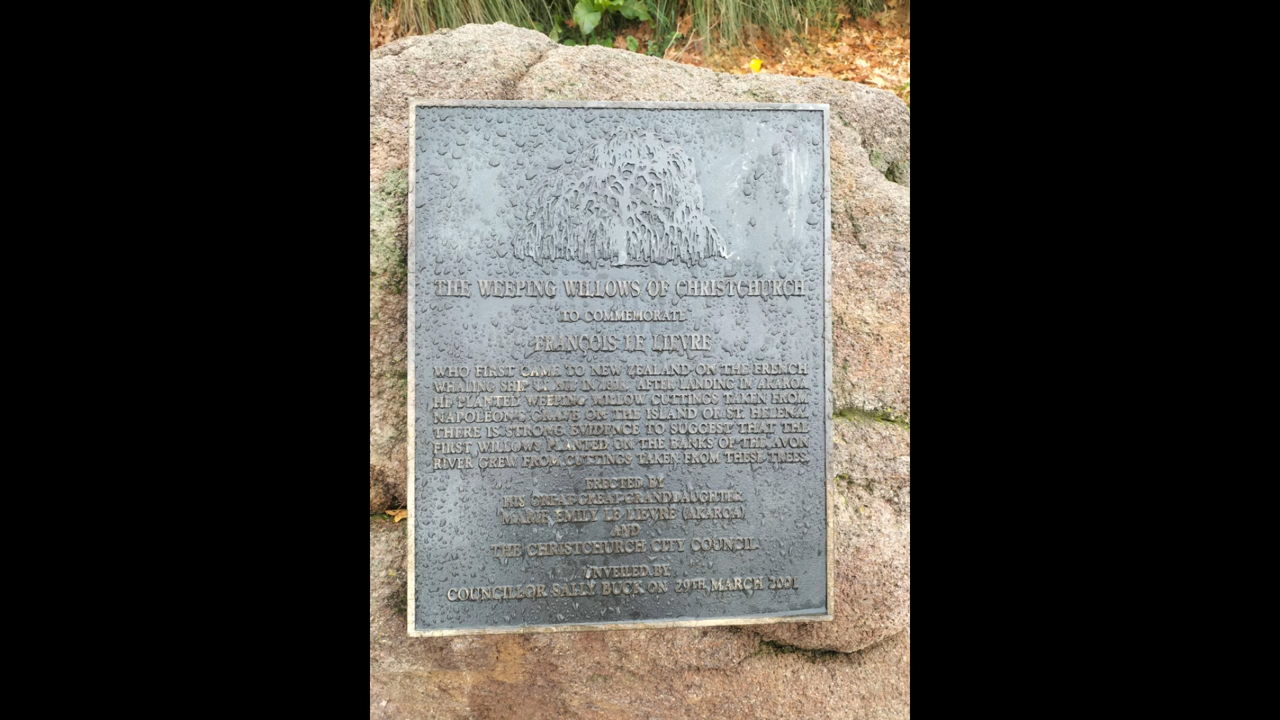 THE WEEPING WILLOWS OF CHRISTCHURCH
TO COMMEMORATE
FRANÇOIS LE LIEVRE
WHO FIRST CAME TO NEW ZEALAND ON THE FRENCH
WHALING SHIP IN AFTER LANDING IN AKAROA
HE PLANTED WEEPING WILLOW CUTTINGS TAKEN FROM
NAPOLEON'S GRAVE ON THE ISLAND OF ST. HELENA.
THERE IS STRONG EVIDENCE TO SUGGEST THAT THE
FIRST WILLOWS PLANTED ON THE BANKS OF THE AVON
RIVER GREW FROM CUTTINGS TAKEN FROM THESE TREES.
ERECTED BY
HIS GREAT GREAT GRANDDAUGHTER
MARIE EMILY LE LIEVRE (AKAROA)
AND
THE CHRISTCHURCH CITY COUNCIL
UNVEILED BY
COUNCILLOR SALLY BUCK ON 29TH MARCH 2001